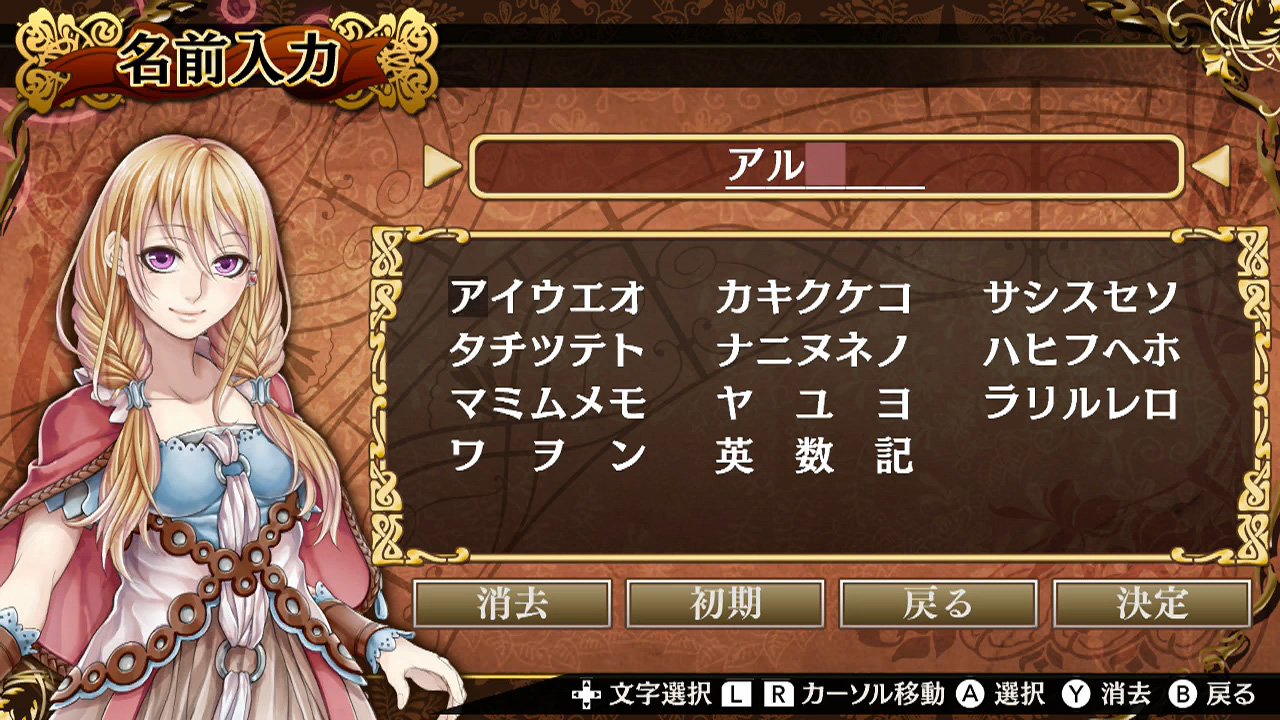 名前入力
アル
アイウエオ カキクケコ サシスセソ
タチツテト ナニヌネノ ハヒフヘホ
マミムメモ ヤ ユ ヨ ラリルレロ
ワ ヲ ン 英 数 記
消去 初期 戻る 決定
文字選択 L R カーソル移動 A 選択 Y 消去 B 戻る